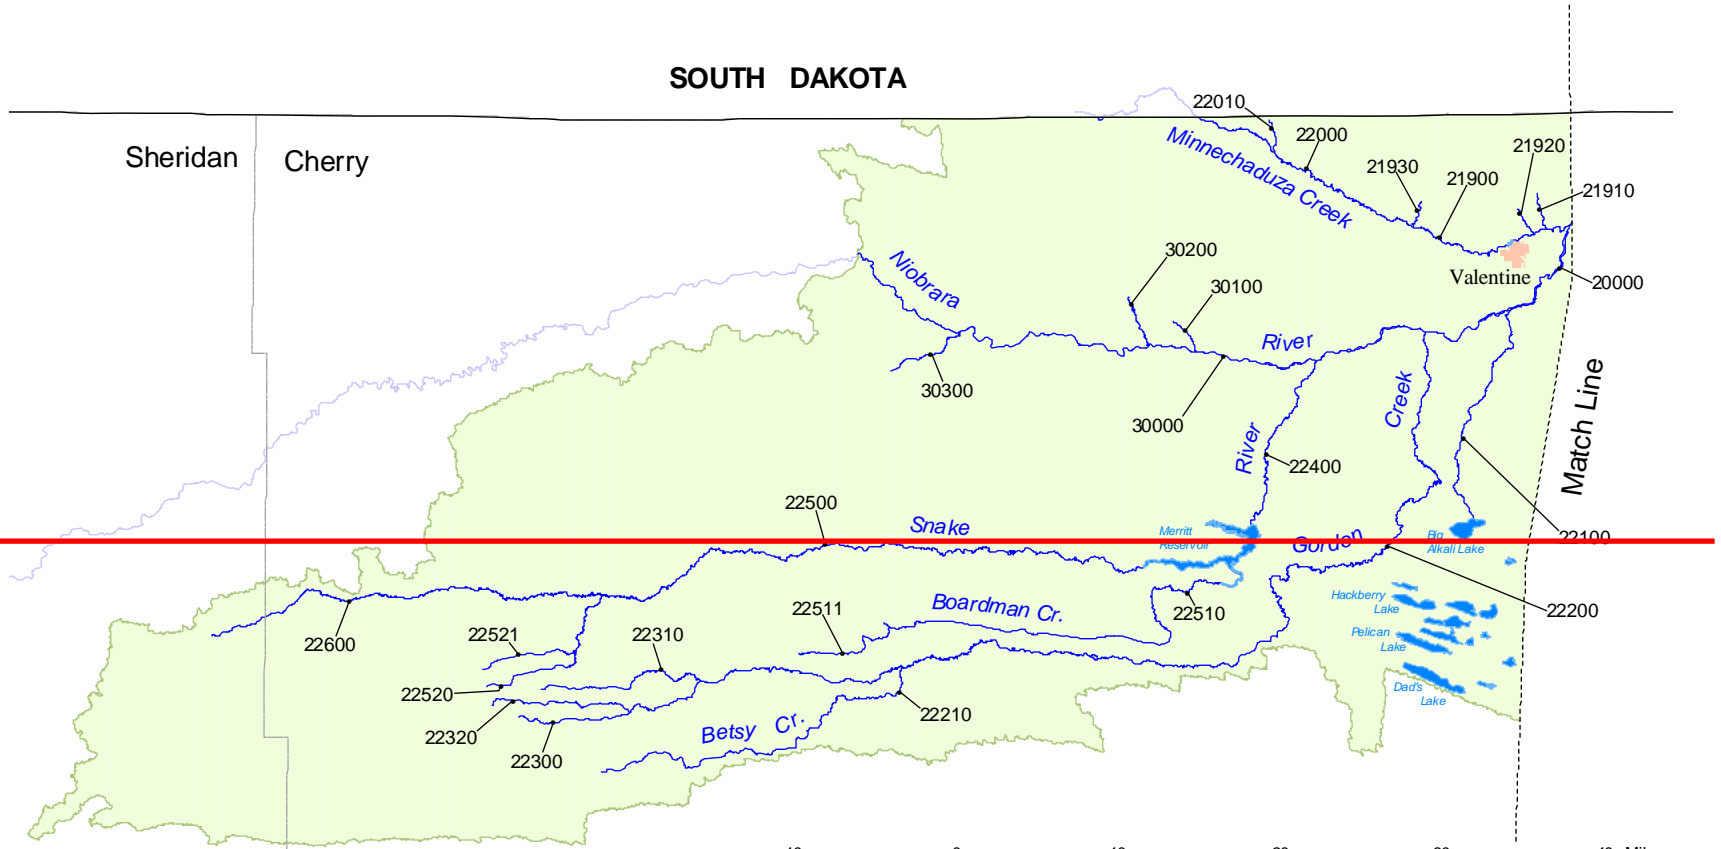 SOUTH DAKOTA
Sheridan
Cherry
22010
22000
Minnechaduza Creek
21930
21900
21920
21910
Valentine
20000
Niobrara
River
30200
30100
30300
30000
Creek
River
22400
Match Line
22500
Snake
Merritt
Reservoir
Gordon
Big
Alkali Lake
22100
22600
22521
22310
22511
Boardman Cr.
22510
Hackberry
Lake
22200
Pelican
Lake
22520
22320
22300
Betsy Cr.
22210
Dad's
Lake